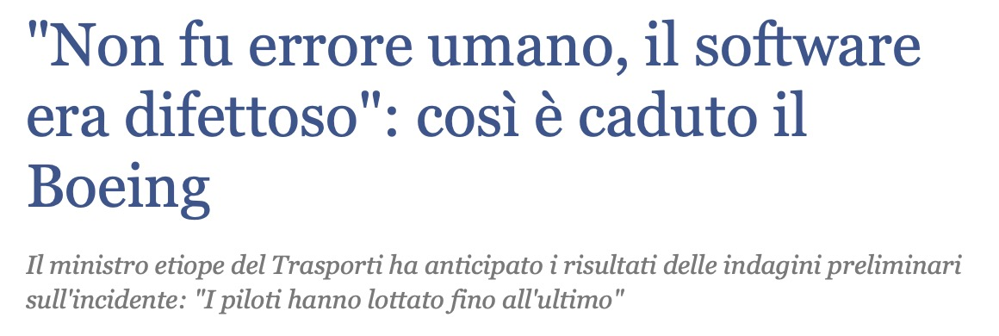 "Non fu errore umano, il software
era difettoso": così è caduto il
Boeing
Il ministro etiope del Trasporti ha anticipato i risultati delle indagini preliminari
sull'incidente: "I piloti hanno lottato fino all'ultimo"